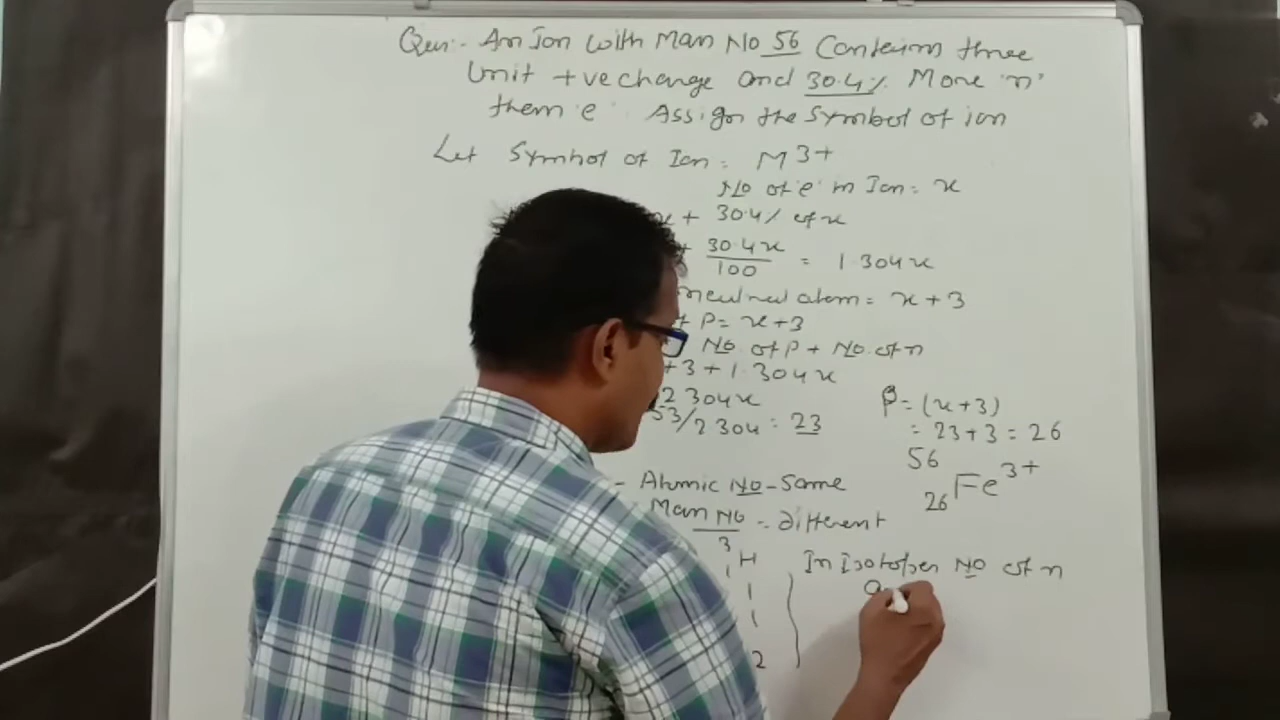 Ques:- An Ion with Mass No 56 Contains three
Unit +ve charge and 30.4% More 'n'
them e Assign the Symbol of ion
Let Symbol of Ion = M3+
No of e in Ion = x
x + 30.4% of x
+ 30.4x/100 = 1.304x
neutral atom = x+3
P = x+3
No of P + No of n
+3+1.304x
2 304x
53/2 304 = 23
P = (x+3)
= 23+3 = 26
56
26 Fe3+
- Atomic No - Same
Mass No - different
3
1 H
1
1
2
In Isotopes No of n